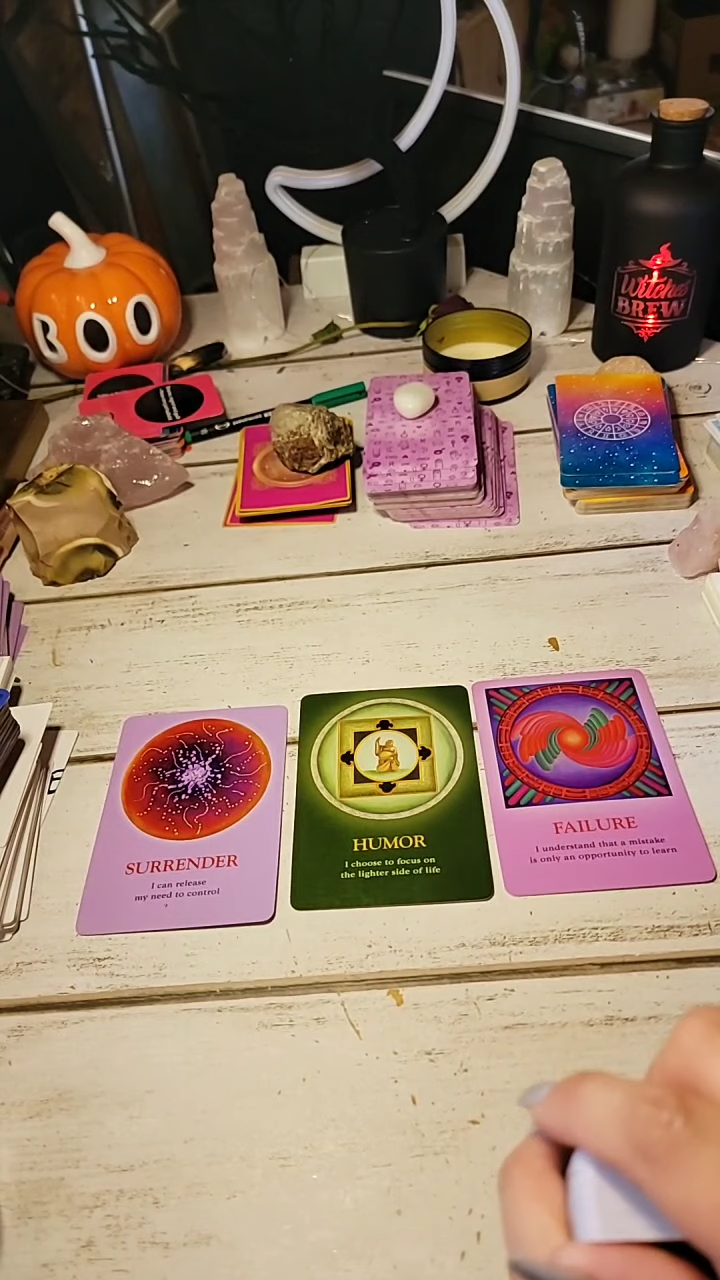 BOO
Witches
BREW
SURRENDER
I can release
my need to control
HUMOR
I choose to focus on
the lighter side of life
FAILURE
I understand that a mistake
is only an opportunity to learn